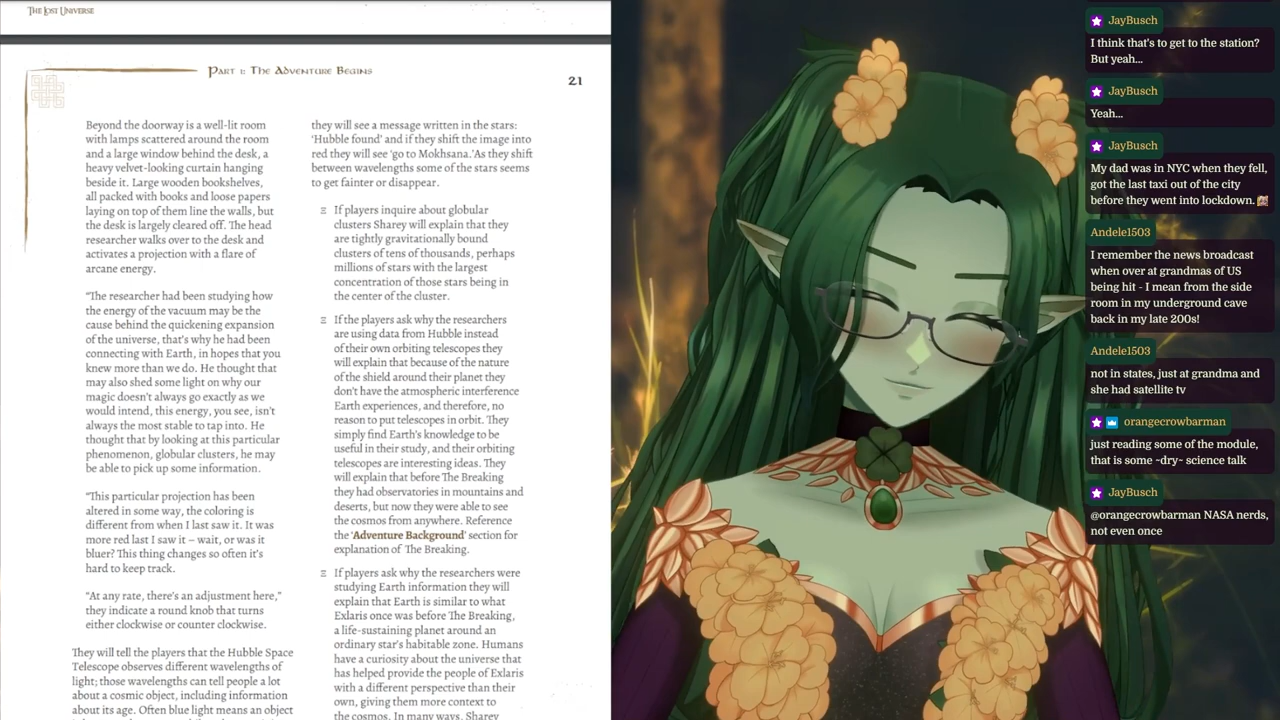 The Lost Universe
Part 1: The Adventure Begins
21
Beyond the doorway is a well-lit room
with lamps scattered around the room
and a large window behind the desk, a
heavy velvet-looking curtain hanging
beside it. Large wooden bookshelves,
all packed with books and loose papers
laying on top of them line the walls, but
the desk is largely cleared off. The head
researcher walks over to the desk and
activates a projection with a flare of
arcane energy.
“The researcher had been studying how
the energy of the vacuum may be the
cause behind the quickening expansion
of the universe, that’s why he had been
connecting with Earth, in hopes that you
knew more than we do. He thought that
may also shed some light on why our
magic doesn’t always go exactly as we
would intend, this energy, you see, isn’t
always the most stable to tap into. He
thought that by looking at this particular
phenomenon, globular clusters, he may
be able to pick up some information.
“This particular projection has been
altered in some way, the coloring is
different from when I last saw it. It was
more red last I saw it – wait, or was it
bluer? This thing changes so often it’s
hard to keep track.
“At any rate, there’s an adjustment here,”
they indicate a round knob that turns
either clockwise or counter clockwise.
They will tell the players that the Hubble Space
Telescope observes different wavelengths of
light; those wavelengths can tell people a lot
about a cosmic object, including information
about its age. Often blue light means an object
they will see a message written in the stars:
‘Hubble found’ and if they shift the image into
red they will see ‘go to Mokhsana.’ As they shift
between wavelengths some of the stars seems
to get fainter or disappear.
Ξ If players inquire about globular
clusters Sharey will explain that they
are tightly gravitationally bound
clusters of tens of thousands, perhaps
millions of stars with the largest
concentration of those stars being in
the center of the cluster.
Ξ If the players ask why the researchers
are using data from Hubble instead
of their own orbiting telescopes they
will explain that because of the nature
of the shield around their planet they
don’t have the atmospheric interference
Earth experiences, and therefore, no
reason to put telescopes in orbit. They
simply find Earth’s knowledge to be
useful in their study, and their orbiting
telescopes are interesting ideas. They
will explain that before The Breaking
they had observatories in mountains and
deserts, but now they were able to see
the cosmos from anywhere. Reference
the ‘Adventure Background’ section for
explanation of The Breaking.
Ξ If players ask why the researchers were
studying Earth information they will
explain that Earth is similar to what
Exlaris once was before The Breaking,
a life-sustaining planet around an
ordinary star’s habitable zone. Humans
have a curiosity about the universe that
has helped provide the people of Exlaris
with a different perspective than their
own, giving them more context to
the cosmos. In many ways, Sharey
JayBusch
I think that's to get to the station?
But yeah...
JayBusch
Yeah...
JayBusch
My dad was in NYC when they fell,
got the last taxi out of the city
before they went into lockdown.
Andele1503
I remember the news broadcast
when over at grandmas of US
being hit - I mean from the side
room in my underground cave
back in my late 200s!
Andele1503
not in states, just at grandma and
she had satellite tv
orangecrowbarman
just reading some of the module,
that is some ~dry~ science talk
JayBusch
@orangecrowbarman NASA nerds,
not even once